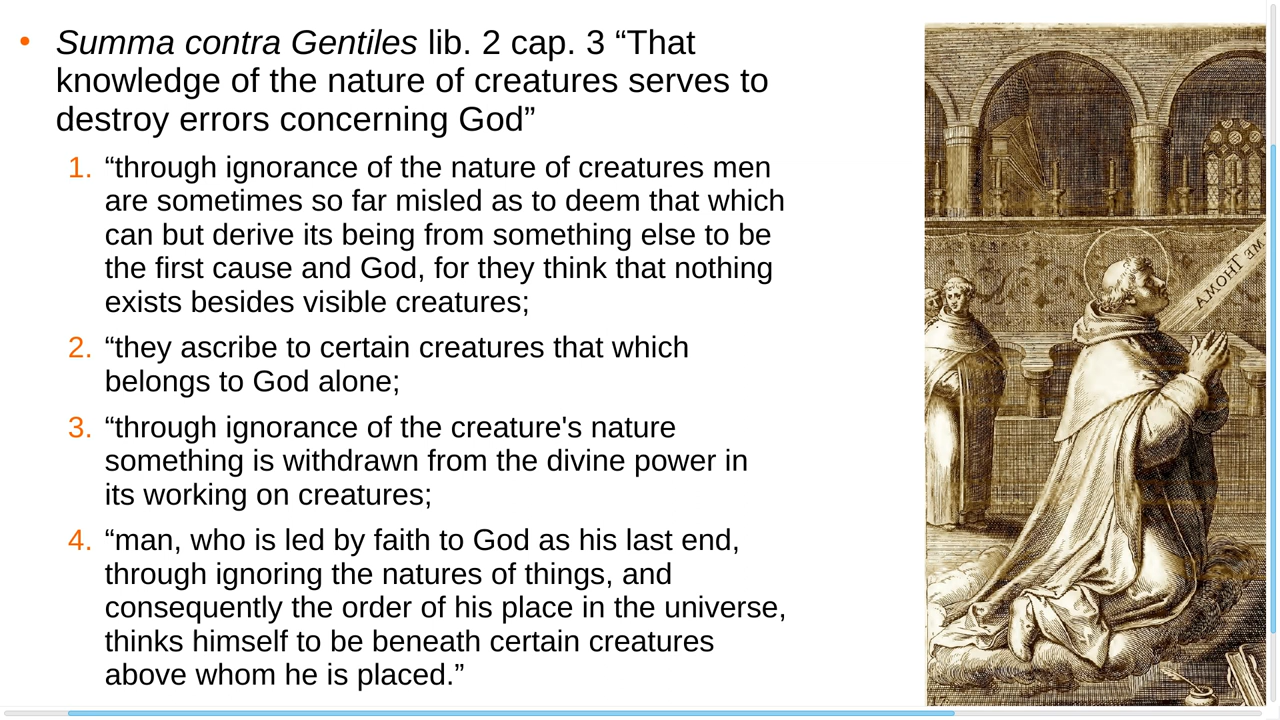 • Summa contra Gentiles lib. 2 cap. 3 “That
knowledge of the nature of creatures serves to
destroy errors concerning God”
1. “through ignorance of the nature of creatures men
are sometimes so far misled as to deem that which
can but derive its being from something else to be
the first cause and God, for they think that nothing
exists besides visible creatures;
2. “they ascribe to certain creatures that which
belongs to God alone;
3. “through ignorance of the creature's nature
something is withdrawn from the divine power in
its working on creatures;
4. “man, who is led by faith to God as his last end,
through ignoring the natures of things, and
consequently the order of his place in the universe,
thinks himself to be beneath certain creatures
above whom he is placed.”
ME THOMA